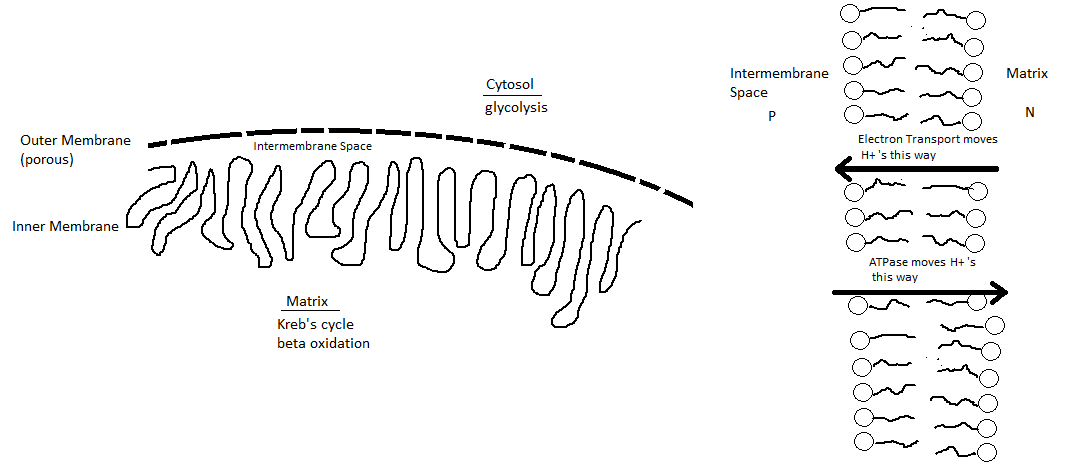 Cytosol
glycolysis
Outer Membrane
(porous)
Intermembrane Space
Inner Membrane
Matrix
Kreb's cycle
beta oxidation
Intermembrane
Space
P
Matrix
N
Electron Transport moves
H+'s this way
ATPase moves H+'s
this way